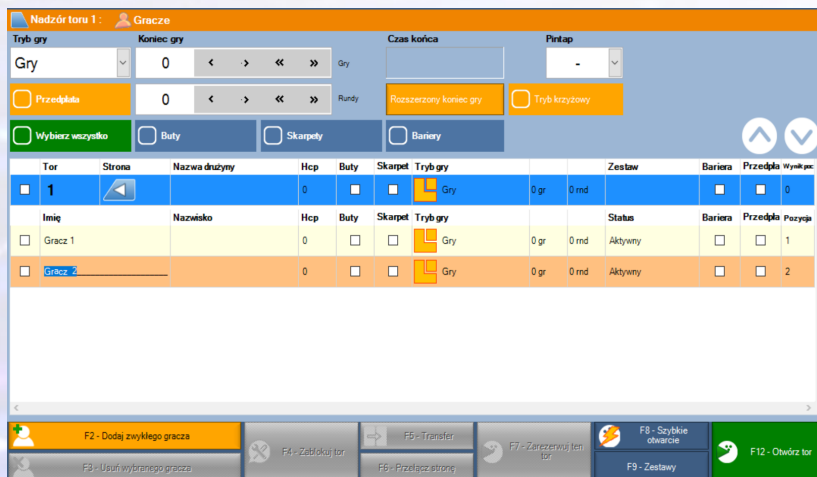 Nadzór toru 1 : Gracze
Tryb gry Koniec gry Czas końca Pintap
Gry 0 < > « » Gry -
Przedpłata 0 < > « » Rundy Rozszerzony koniec gry Tryb krzyżowy
Wybierz wszystko Buty Skarpety Bariery
Tor Strona Nazwa drużyny Hcp Buty Skarpet Tryb gry Zestaw Bariera Przedpła Wynik poc
1 0 Gry 0 gr 0 rnd 0
Imię Nazwisko Hcp Buty Skarpet Tryb gry Status Bariera Przedpła Pozycja
Gracz 1 0 Gry 0 gr 0 rnd Aktywny 1
Gracz 2 0 Gry 0 gr 0 rnd Aktywny 2
F2 - Dodaj zwykłego gracza
F3 - Usuń wybranego gracza
F4 - Zablokuj tor
F5 - Transfer
F6 - Przełącz stronę
F7 - Zarezerwuj ten
tor
F8 - Szybkie
otwarcie
F9 - Zestawy
F12 - Otwórz tor